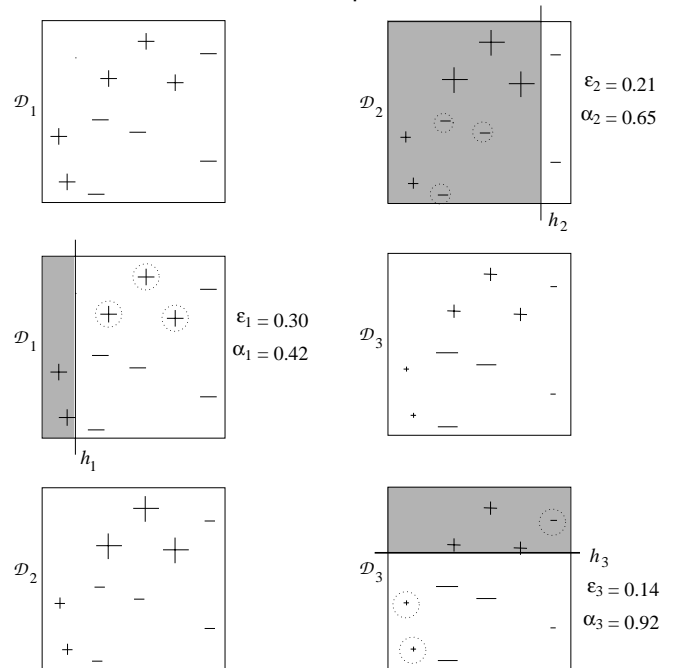 𝒟1
𝒟1
ε1 = 0.30
α1 = 0.42
h1
𝒟2
𝒟2
ε2 = 0.21
α2 = 0.65
h2
𝒟3
𝒟3
h3
ε3 = 0.14
α3 = 0.92